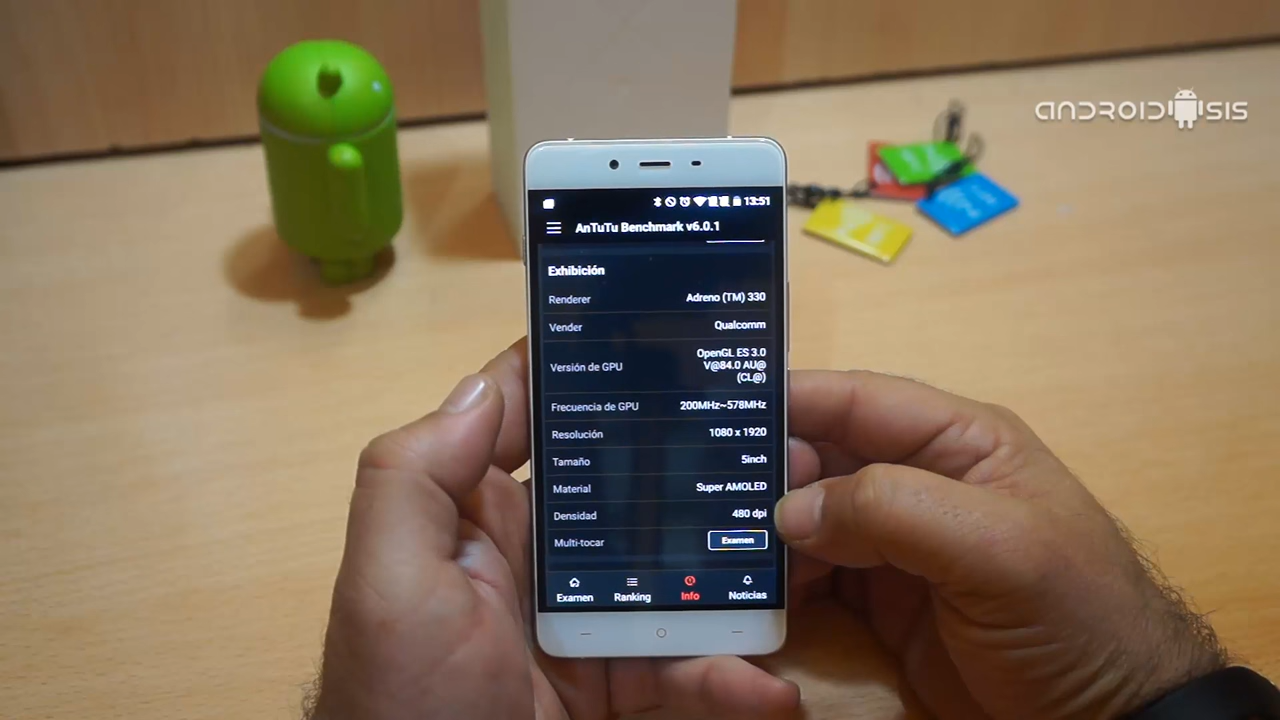 ANDROIDSIS
13:51
AnTuTu Benchmark v6.0.1
Exhibición
Renderer Adreno (TM) 330
Vender Qualcomm
Versión de GPU OpenGL ES 3.0
V@84.0 AU@
(CL@)
Frecuencia de GPU 200MHz~578MHz
Resolución 1080 x 1920
Tamaño 5inch
Material Super AMOLED
Densidad 480 dpi
Multi-tocar Examen
Examen Ranking Info Noticias